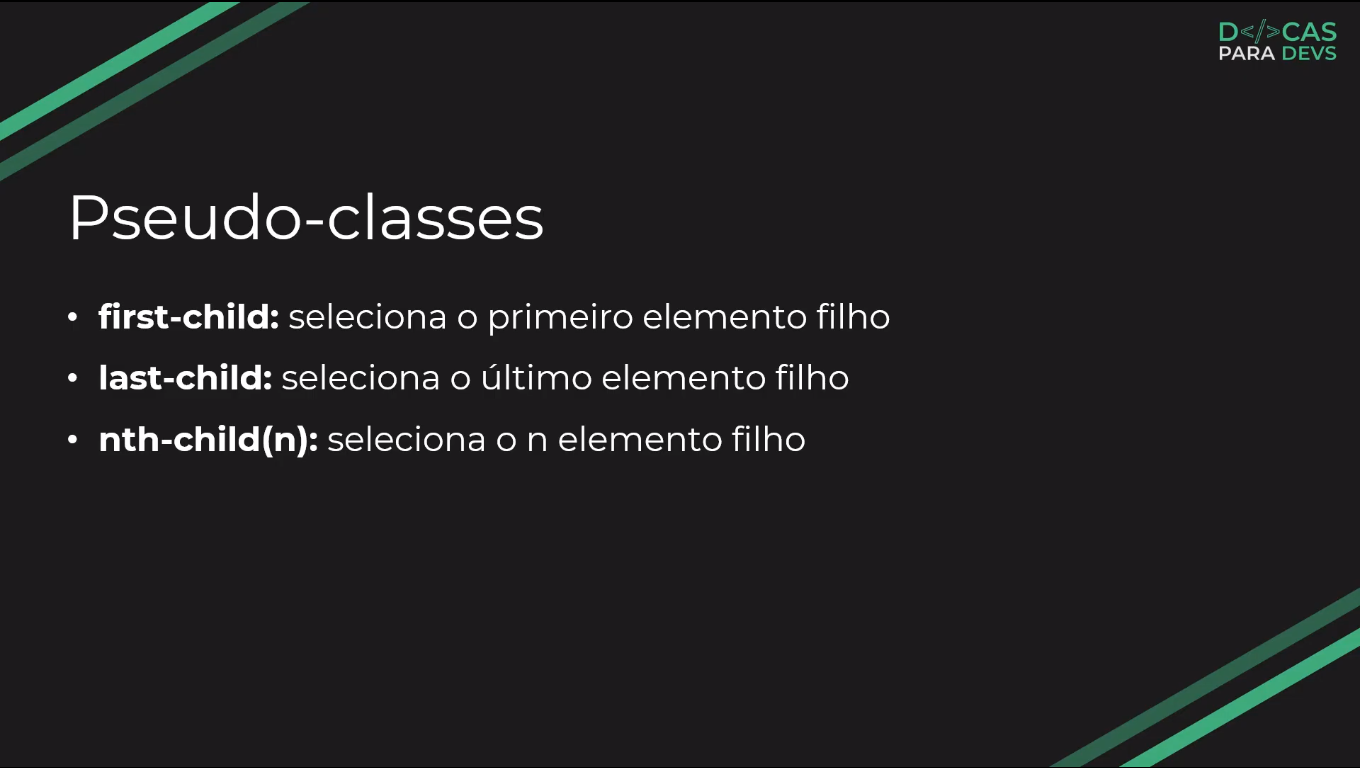 D</>CAS
PARA DEVS
Pseudo-classes
• first-child: seleciona o primeiro elemento filho
• last-child: seleciona o último elemento filho
• nth-child(n): seleciona o n elemento filho